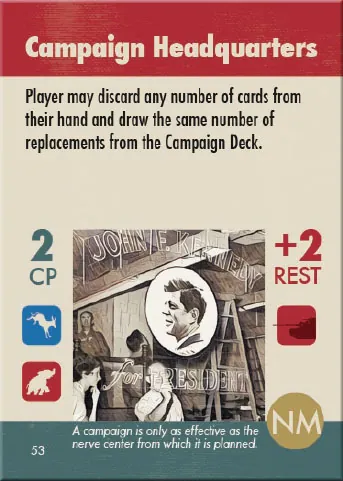 Campaign Headquarters
Player may discard any number of cards from
their hand and draw the same number of
replacements from the Campaign Deck.
2
CP
+2
REST
JOHN F. KENNEDY
for PRESIDENT
NM
A campaign is only as effective as the
nerve center from which it is planned.
53